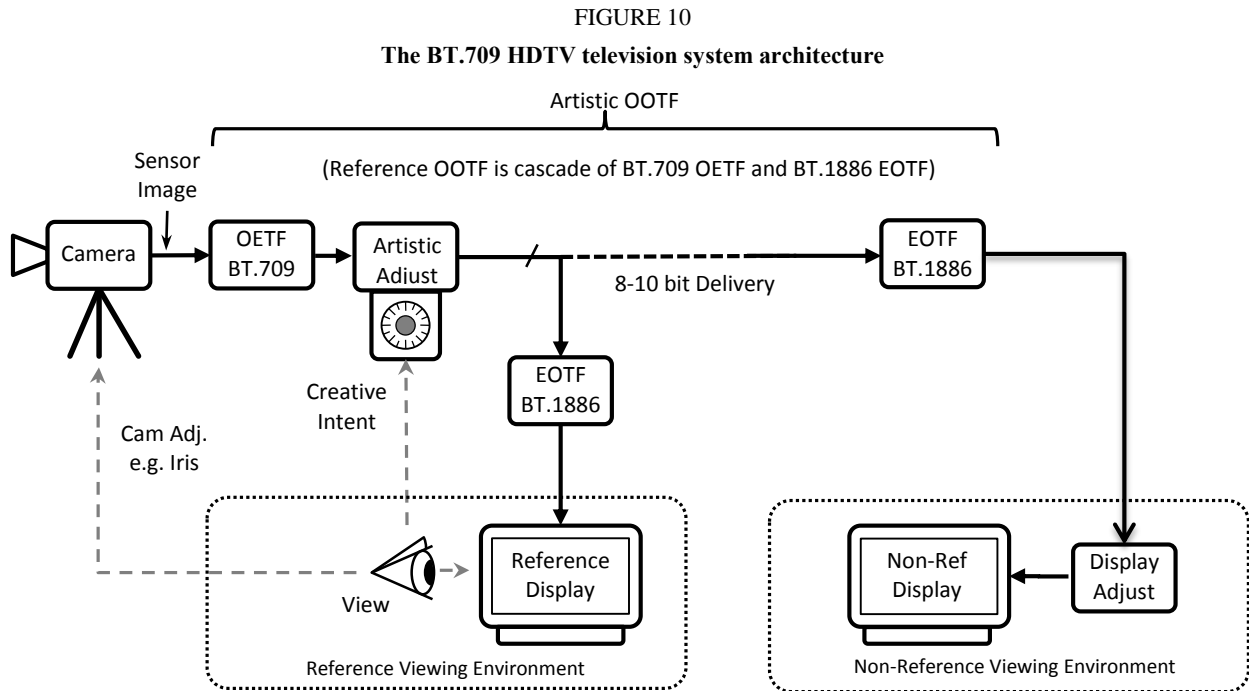 FIGURE 10
The BT.709 HDTV television system architecture
Artistic OOTF
(Reference OOTF is cascade of BT.709 OETF and BT.1886 EOTF)
Sensor
Image
Camera
OETF
BT.709
Artistic
Adjust
8-10 bit Delivery
EOTF
BT.1886
EOTF
BT.1886
Creative
Intent
Cam Adj.
e.g. Iris
View
Reference
Display
Reference Viewing Environment
Non-Ref
Display
Display
Adjust
Non-Reference Viewing Environment